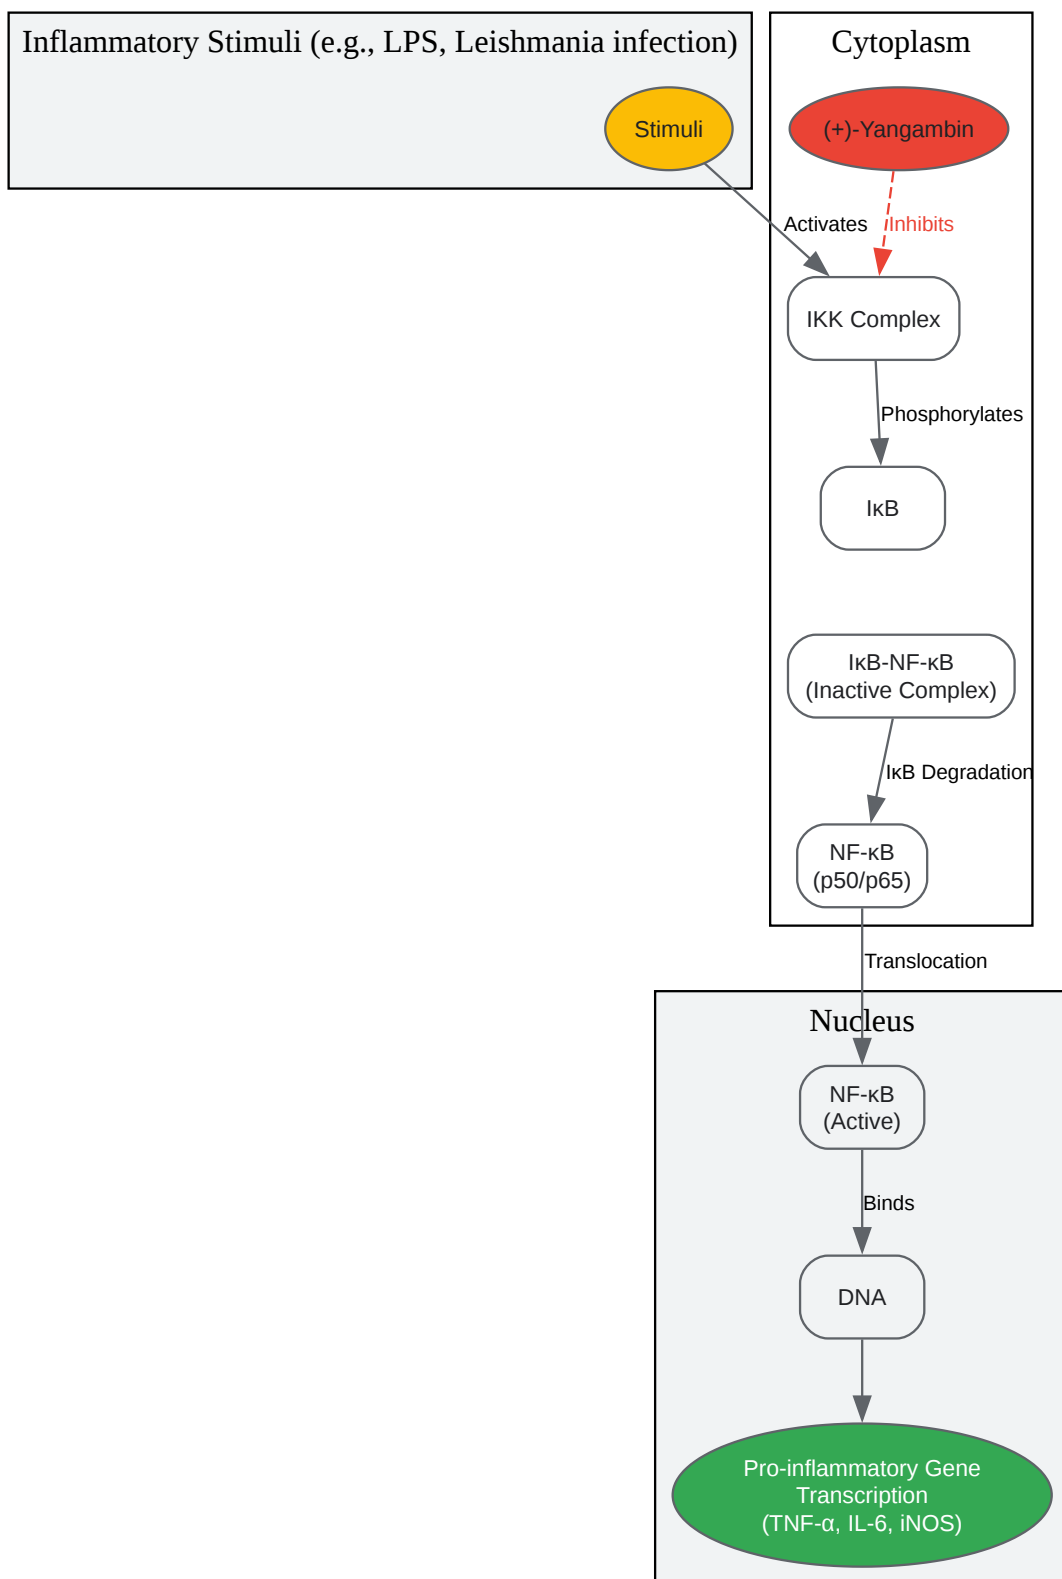 Inflammatory Stimuli (e.g., LPS, Leishmania infection)
Cytoplasm
Stimuli
(+)-Yangambin
Activates
Inhibits
IKK Complex
Phosphorylates
IκB
IκB-NF-κB
(Inactive Complex)
IκB Degradation
NF-κB
(p50/p65)
Translocation
Nucleus
NF-κB
(Active)
Binds
DNA
Pro-inflammatory Gene
Transcription
(TNF-α, IL-6, iNOS)